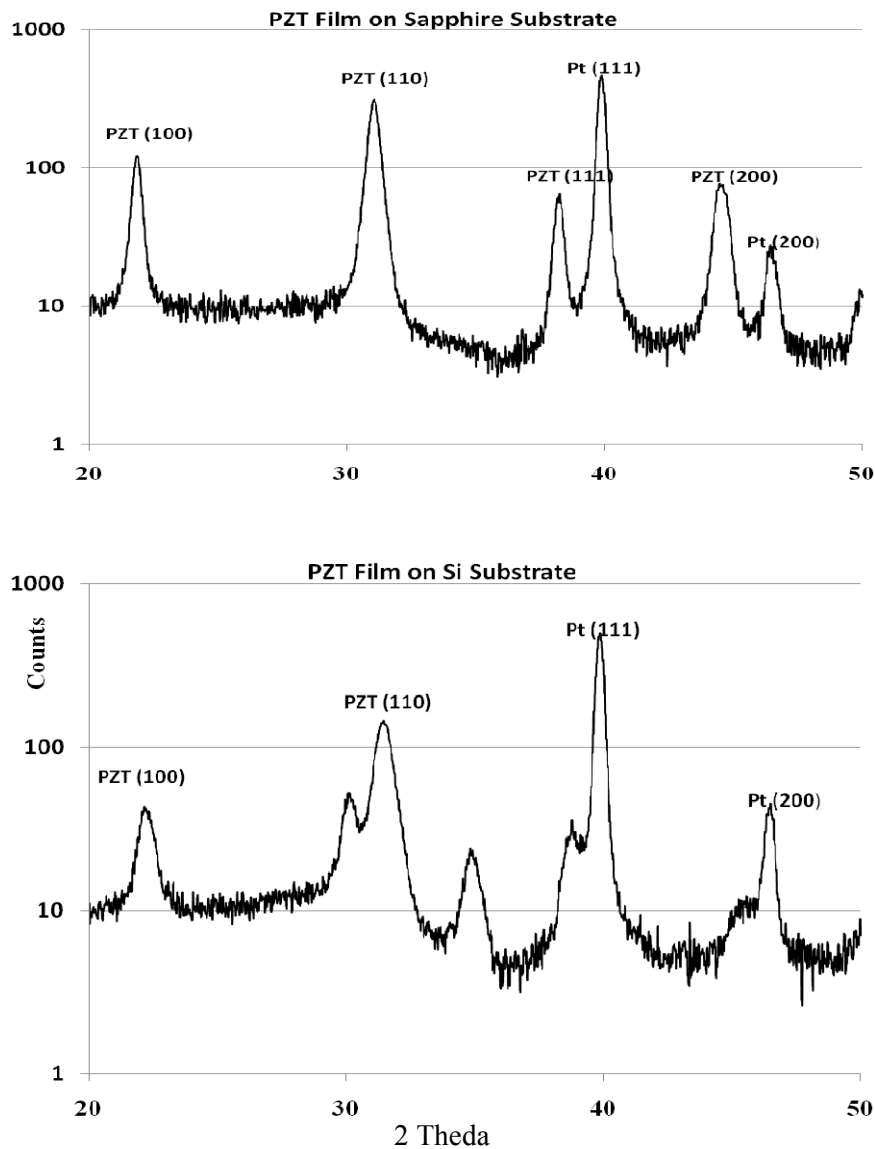 PZT Film on Sapphire Substrate
1000
Pt (111)
PZT (110)
PZT (100)
100
PZT (111)
PZT (200)
Pt (200)
10
1
20
30
40
50
PZT Film on Si Substrate
1000
Counts
Pt (111)
PZT (110)
100
PZT (100)
Pt (200)
10
1
20
30
40
50
2 Theda